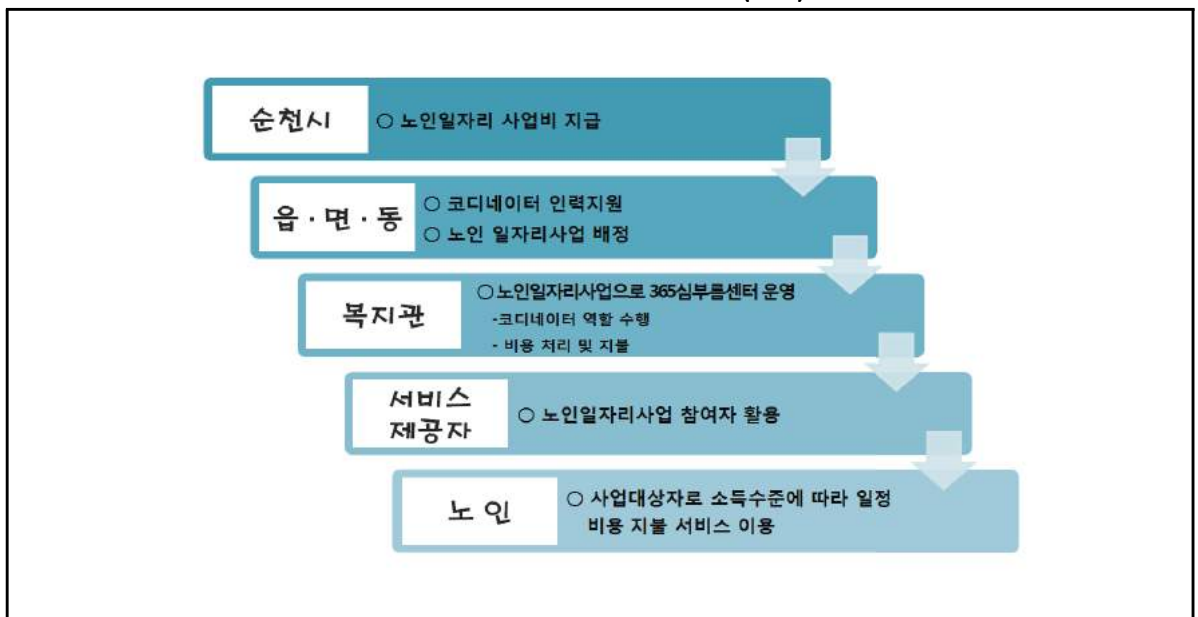 순천시
○ 노인일자리 사업비 지급
읍·면·동
○ 코디네이터 인력지원
○ 노인 일자리사업 배정
복지관
○ 노인일자리사업으로 365심부름센터 운영
-코디네이터 역할 수행
- 비용 처리 및 지불
서비스
제공자
○ 노인일자리사업 참여자 활용
노 인
○ 사업대상자로 소득수준에 따라 일정
비용 지불 서비스 이용